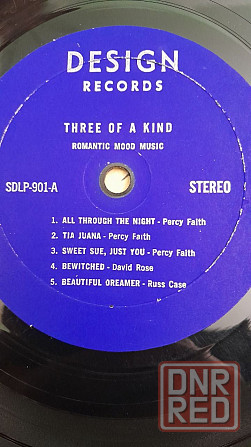 DESIGN
RECORDS
THREE OF A KIND
ROMANTIC MOOD MUSIC
SDLP-901-A STEREO
1. ALL THROUGH THE NIGHT - Percy Faith
2. TIA JUANA - Percy Faith
3. SWEET SUE, JUST YOU - Percy Faith
4. BEWITCHED - David Rose
5. BEAUTIFUL DREAMER - Russ Case
DNR
RED